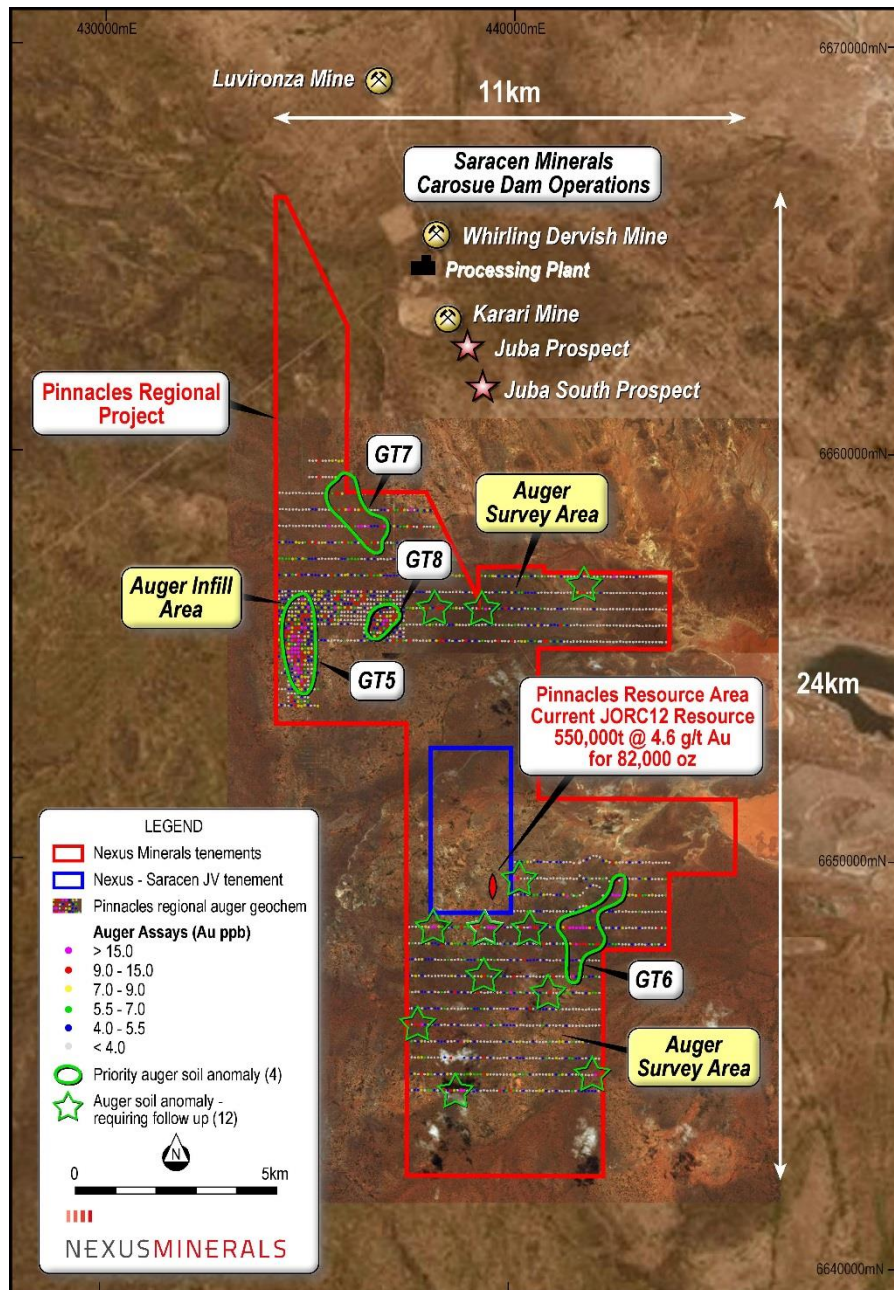 430000mE
440000mE
6670000mN
Luvironza Mine
11km
Saracen Minerals
Carosue Dam Operations
Whirling Dervish Mine
Processing Plant
Karari Mine
Juba Prospect
Juba South Prospect
Pinnacles Regional
Project
6660000mN
GT7
Auger
Survey Area
GT8
Auger Infill
Area
GT5
24km
Pinnacles Resource Area
Current JORC12 Resource
550,000t @ 4.6 g/t Au
for 82,000 oz
6650000mN
GT6
Auger
Survey Area
LEGEND
Nexus Minerals tenements
Nexus - Saracen JV tenement
Pinnacles regional auger geochem
Auger Assays (Au ppb)
> 15.0
9.0 - 15.0
7.0 - 9.0
5.5 - 7.0
4.0 - 5.5
< 4.0
Priority auger soil anomaly (4)
Auger soil anomaly -
requiring follow up (12)
N
0 5km
NEXUSMINERALS
6640000mN